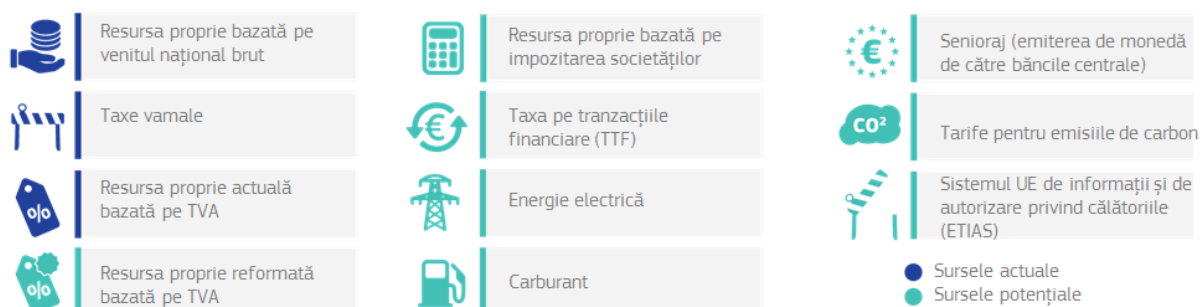 Resursa proprie bazată pe
venitul național brut
Taxe vamale
%
Resursa proprie actuală
bazată pe TVA
%
Resursa proprie reformată
bazată pe TVA
Resursa proprie bazată pe
impozitarea societăților
€
Taxa pe tranzacțiile
financiare (TTF)
Energie electrică
Carburant
€
Senioraj (emiterea de monedă
de către băncile centrale)
CO²
Tarife pentru emisiile de carbon
Sistemul UE de informații și de
autorizare privind călătoriile
(ETIAS)
Sursele actuale
Sursele potențiale